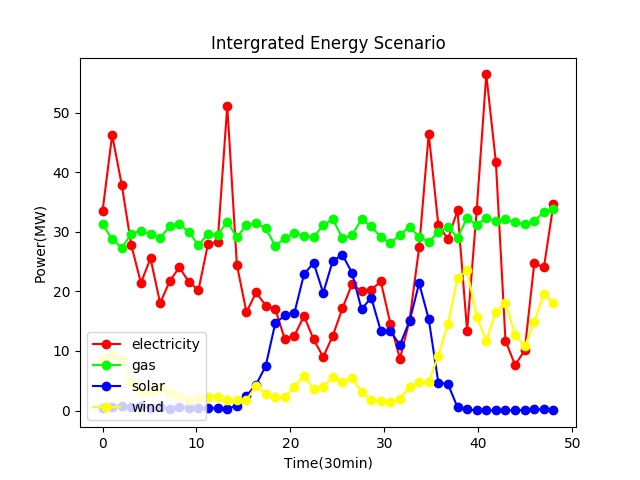 Intergrated Energy Scenario
Power(MW)
50
40
30
20
10
0
electricity
gas
solar
wind
0 10 20 30 40 50
Time(30min)